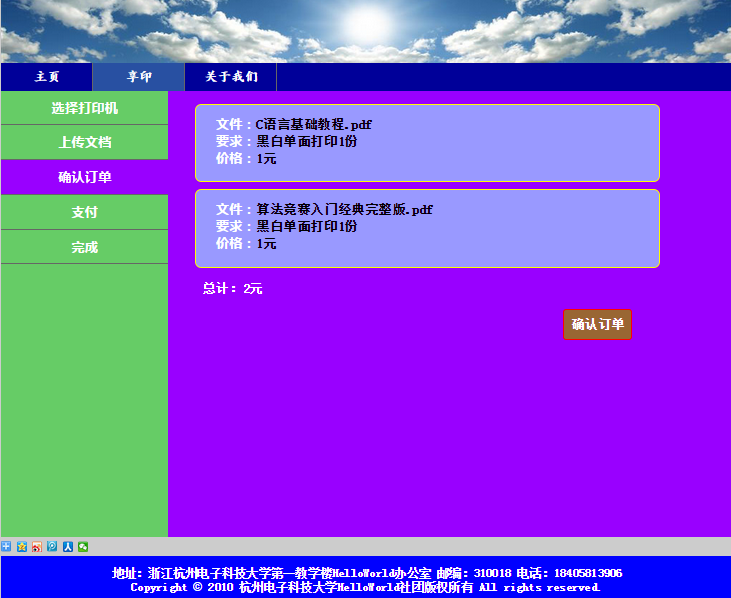 主页 享印 关于我们
选择打印机
上传文档
确认订单
支付
完成
文件：C语言基础教程.pdf
要求：黑白单面打印1份
价格：1元
文件：算法竞赛入门经典完整版.pdf
要求：黑白单面打印1份
价格：1元
总计：2元
确认订单
地址：浙江杭州电子科技大学第一教学楼HelloWorld办公室 邮编：310018 电话：18405813906
Copyright © 2010 杭州电子科技大学HelloWorld社团版权所有 All rights reserved.